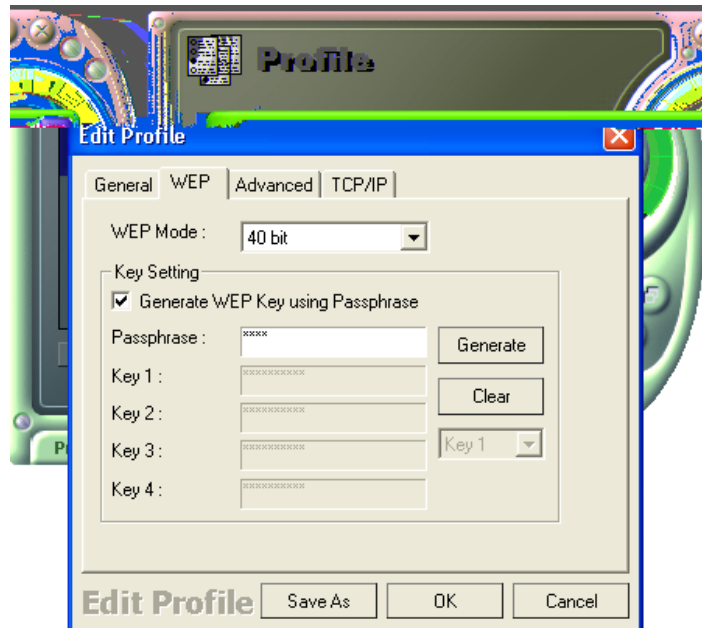 Profile
Edit Profile
General WEP Advanced TCP/IP
WEP Mode : 40 bit
Key Setting
Generate WEP Key using Passphrase
Passphrase : **** Generate
Key 1 : **********
Clear
Key 2 : **********
Key 3 : ********** Key 1
Key 4 : **********
Edit Profile Save As OK Cancel